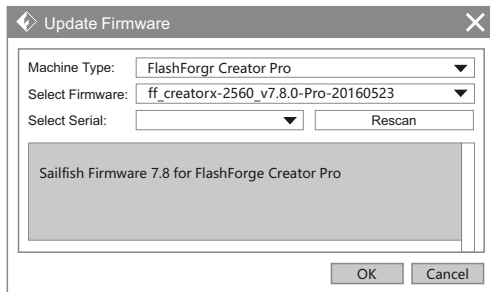 Update Firmware
Machine Type: FlashForgr Creator Pro
Select Firmware: ff_creatorx-2560_v7.8.0-Pro-20160523
Select Serial: Rescan
Sailfish Firmware 7.8 for FlashForge Creator Pro
OK Cancel